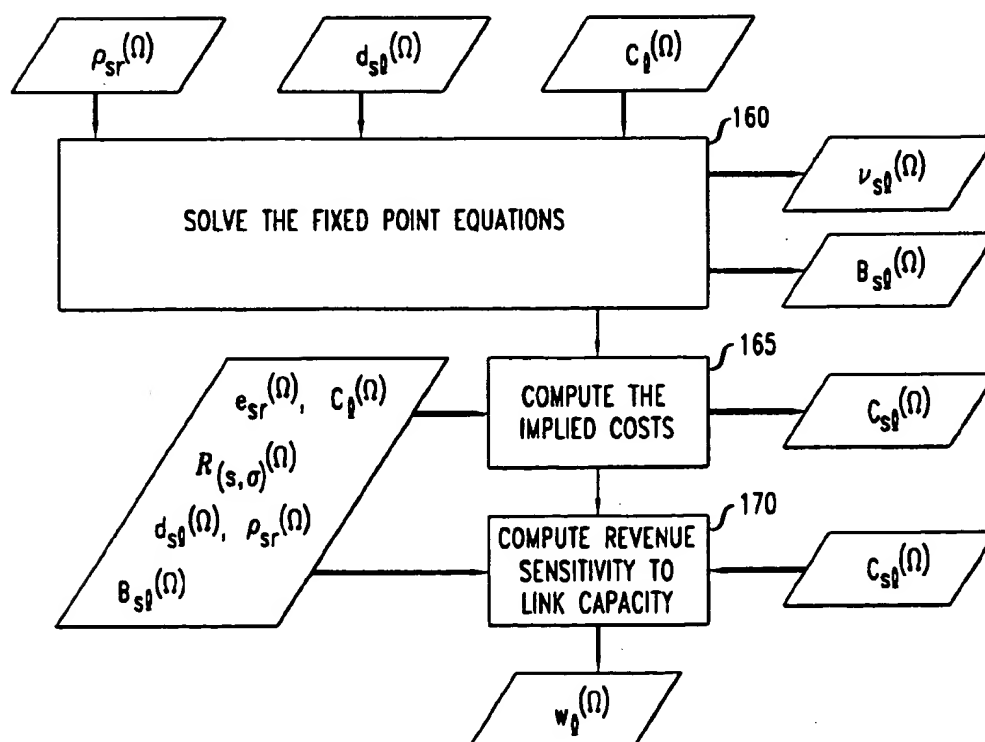 ρsr(Ω)
dsℓ(Ω)
Cℓ(Ω)
160
SOLVE THE FIXED POINT EQUATIONS
νsℓ(Ω)
Bsℓ(Ω)
165
COMPUTE THE
IMPLIED COSTS
esr(Ω), Cℓ(Ω)
R(s,σ)(Ω)
dsℓ(Ω), ρsr(Ω)
Bsℓ(Ω)
Csℓ(Ω)
170
COMPUTE REVENUE
SENSITIVITY TO
LINK CAPACITY
Csℓ(Ω)
wℓ(Ω)